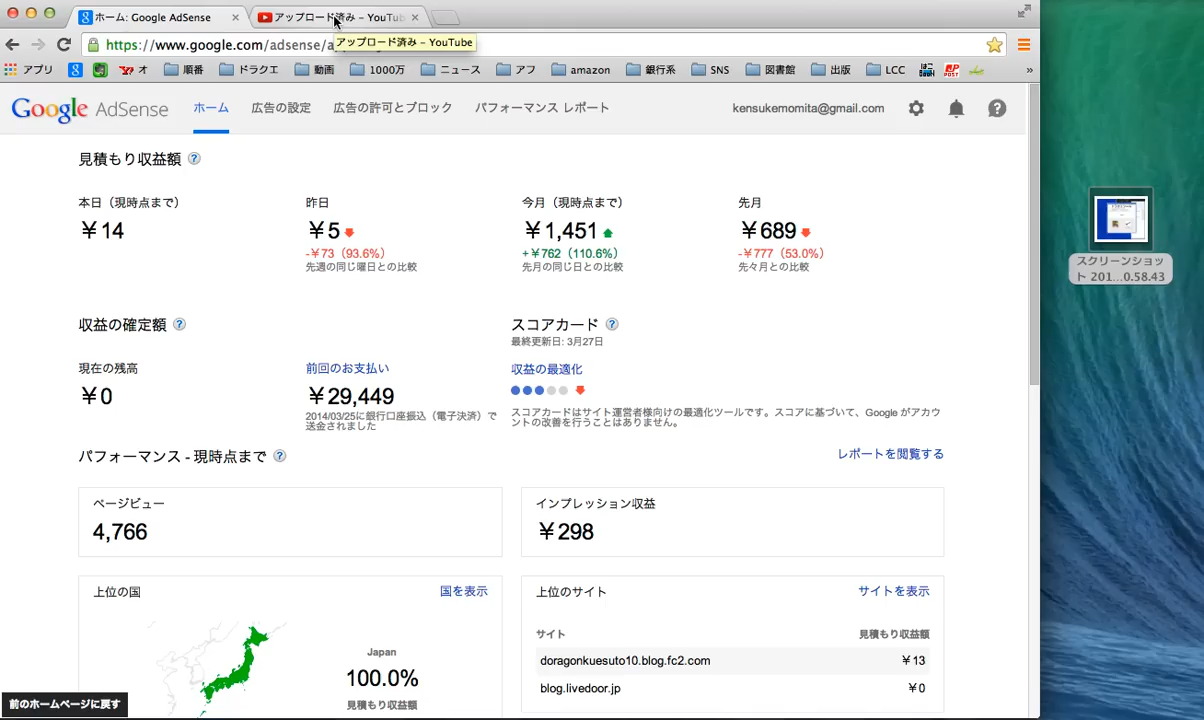 ホーム: Google AdSense
アップロード済み – YouTub
アップロード済み – YouTube
https://www.google.com/adsense/a
アプリ
オ
順番
ドラクエ
動画
1000万
ニュース
アフ
amazon
銀行系
SNS
図書館
出版
LCC
»
Google AdSense
ホーム
広告の設定
広告の許可とブロック
パフォーマンス レポート
kensukemomita@gmail.com
見積もり収益額 ?
本日（現時点まで）
￥14
昨日
￥5
-￥73（93.6%）
先週の同じ曜日との比較
今月（現時点まで）
￥1,451
+￥762（110.6%）
先月の同じ日との比較
先月
￥689
-￥777（53.0%）
先々月との比較
収益の確定額 ?
現在の残高
￥0
前回のお支払い
￥29,449
2014/03/25に銀行口座振込（電子決済）で
送金されました
スコアカード ?
最終更新日: 3月27日
収益の最適化
スコアカードはサイト運営者様向けの最適化ツールです。スコアに基づいて、Google がアカウ
ントの改善を行うことはありません。
パフォーマンス - 現時点まで ?
レポートを閲覧する
ページビュー
4,766
インプレッション収益
￥298
上位の国
国を表示
Japan
100.0%
見積もり収益額
上位のサイト
サイトを表示
サイト
見積もり収益額
doragonkuesuto10.blog.fc2.com
￥13
blog.livedoor.jp
￥0
前のホームページに戻す
スクリーンショッ
ト 201...0.58.43